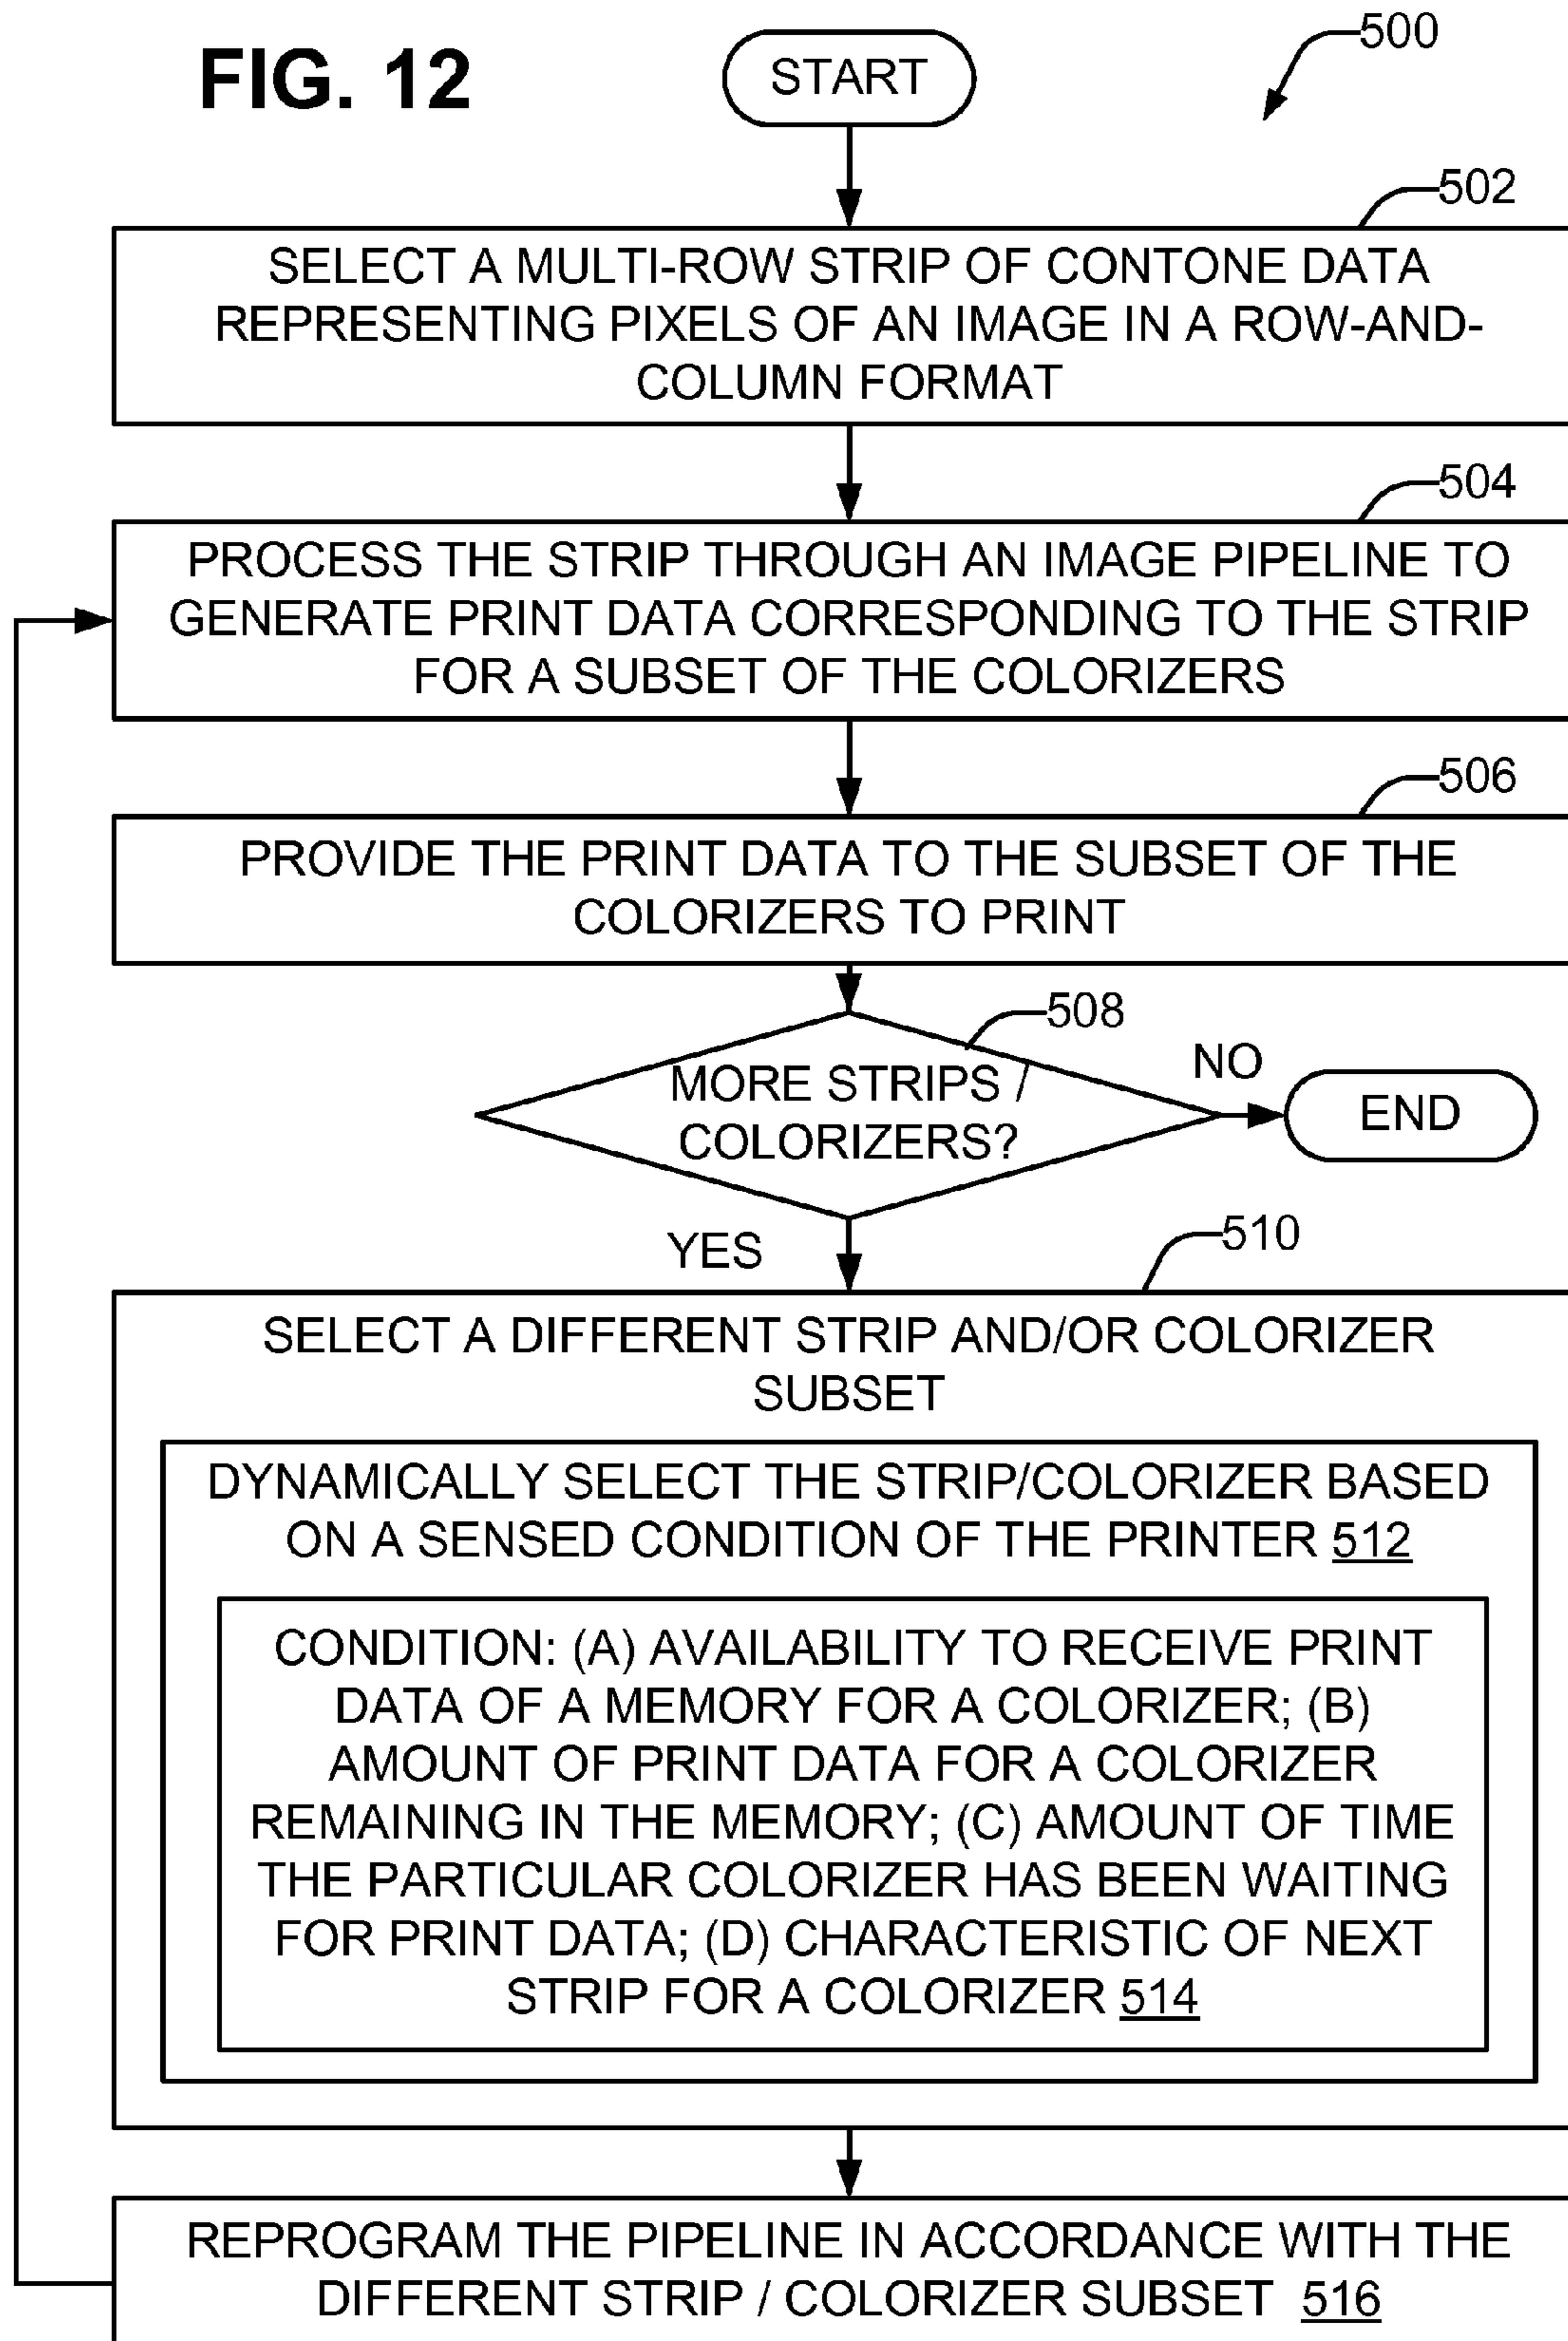 FIG. 12
START
500
502
SELECT A MULTI-ROW STRIP OF CONTONE DATA
REPRESENTING PIXELS OF AN IMAGE IN A ROW-AND-
COLUMN FORMAT
504
PROCESS THE STRIP THROUGH AN IMAGE PIPELINE TO
GENERATE PRINT DATA CORRESPONDING TO THE STRIP
FOR A SUBSET OF THE COLORIZERS
506
PROVIDE THE PRINT DATA TO THE SUBSET OF THE
COLORIZERS TO PRINT
508
MORE STRIPS /
COLORIZERS?
NO
END
YES
510
SELECT A DIFFERENT STRIP AND/OR COLORIZER
SUBSET
DYNAMICALLY SELECT THE STRIP/COLORIZER BASED
ON A SENSED CONDITION OF THE PRINTER 512
CONDITION: (A) AVAILABILITY TO RECEIVE PRINT
DATA OF A MEMORY FOR A COLORIZER; (B)
AMOUNT OF PRINT DATA FOR A COLORIZER
REMAINING IN THE MEMORY; (C) AMOUNT OF TIME
THE PARTICULAR COLORIZER HAS BEEN WAITING
FOR PRINT DATA; (D) CHARACTERISTIC OF NEXT
STRIP FOR A COLORIZER 514
REPROGRAM THE PIPELINE IN ACCORDANCE WITH THE
DIFFERENT STRIP / COLORIZER SUBSET 516